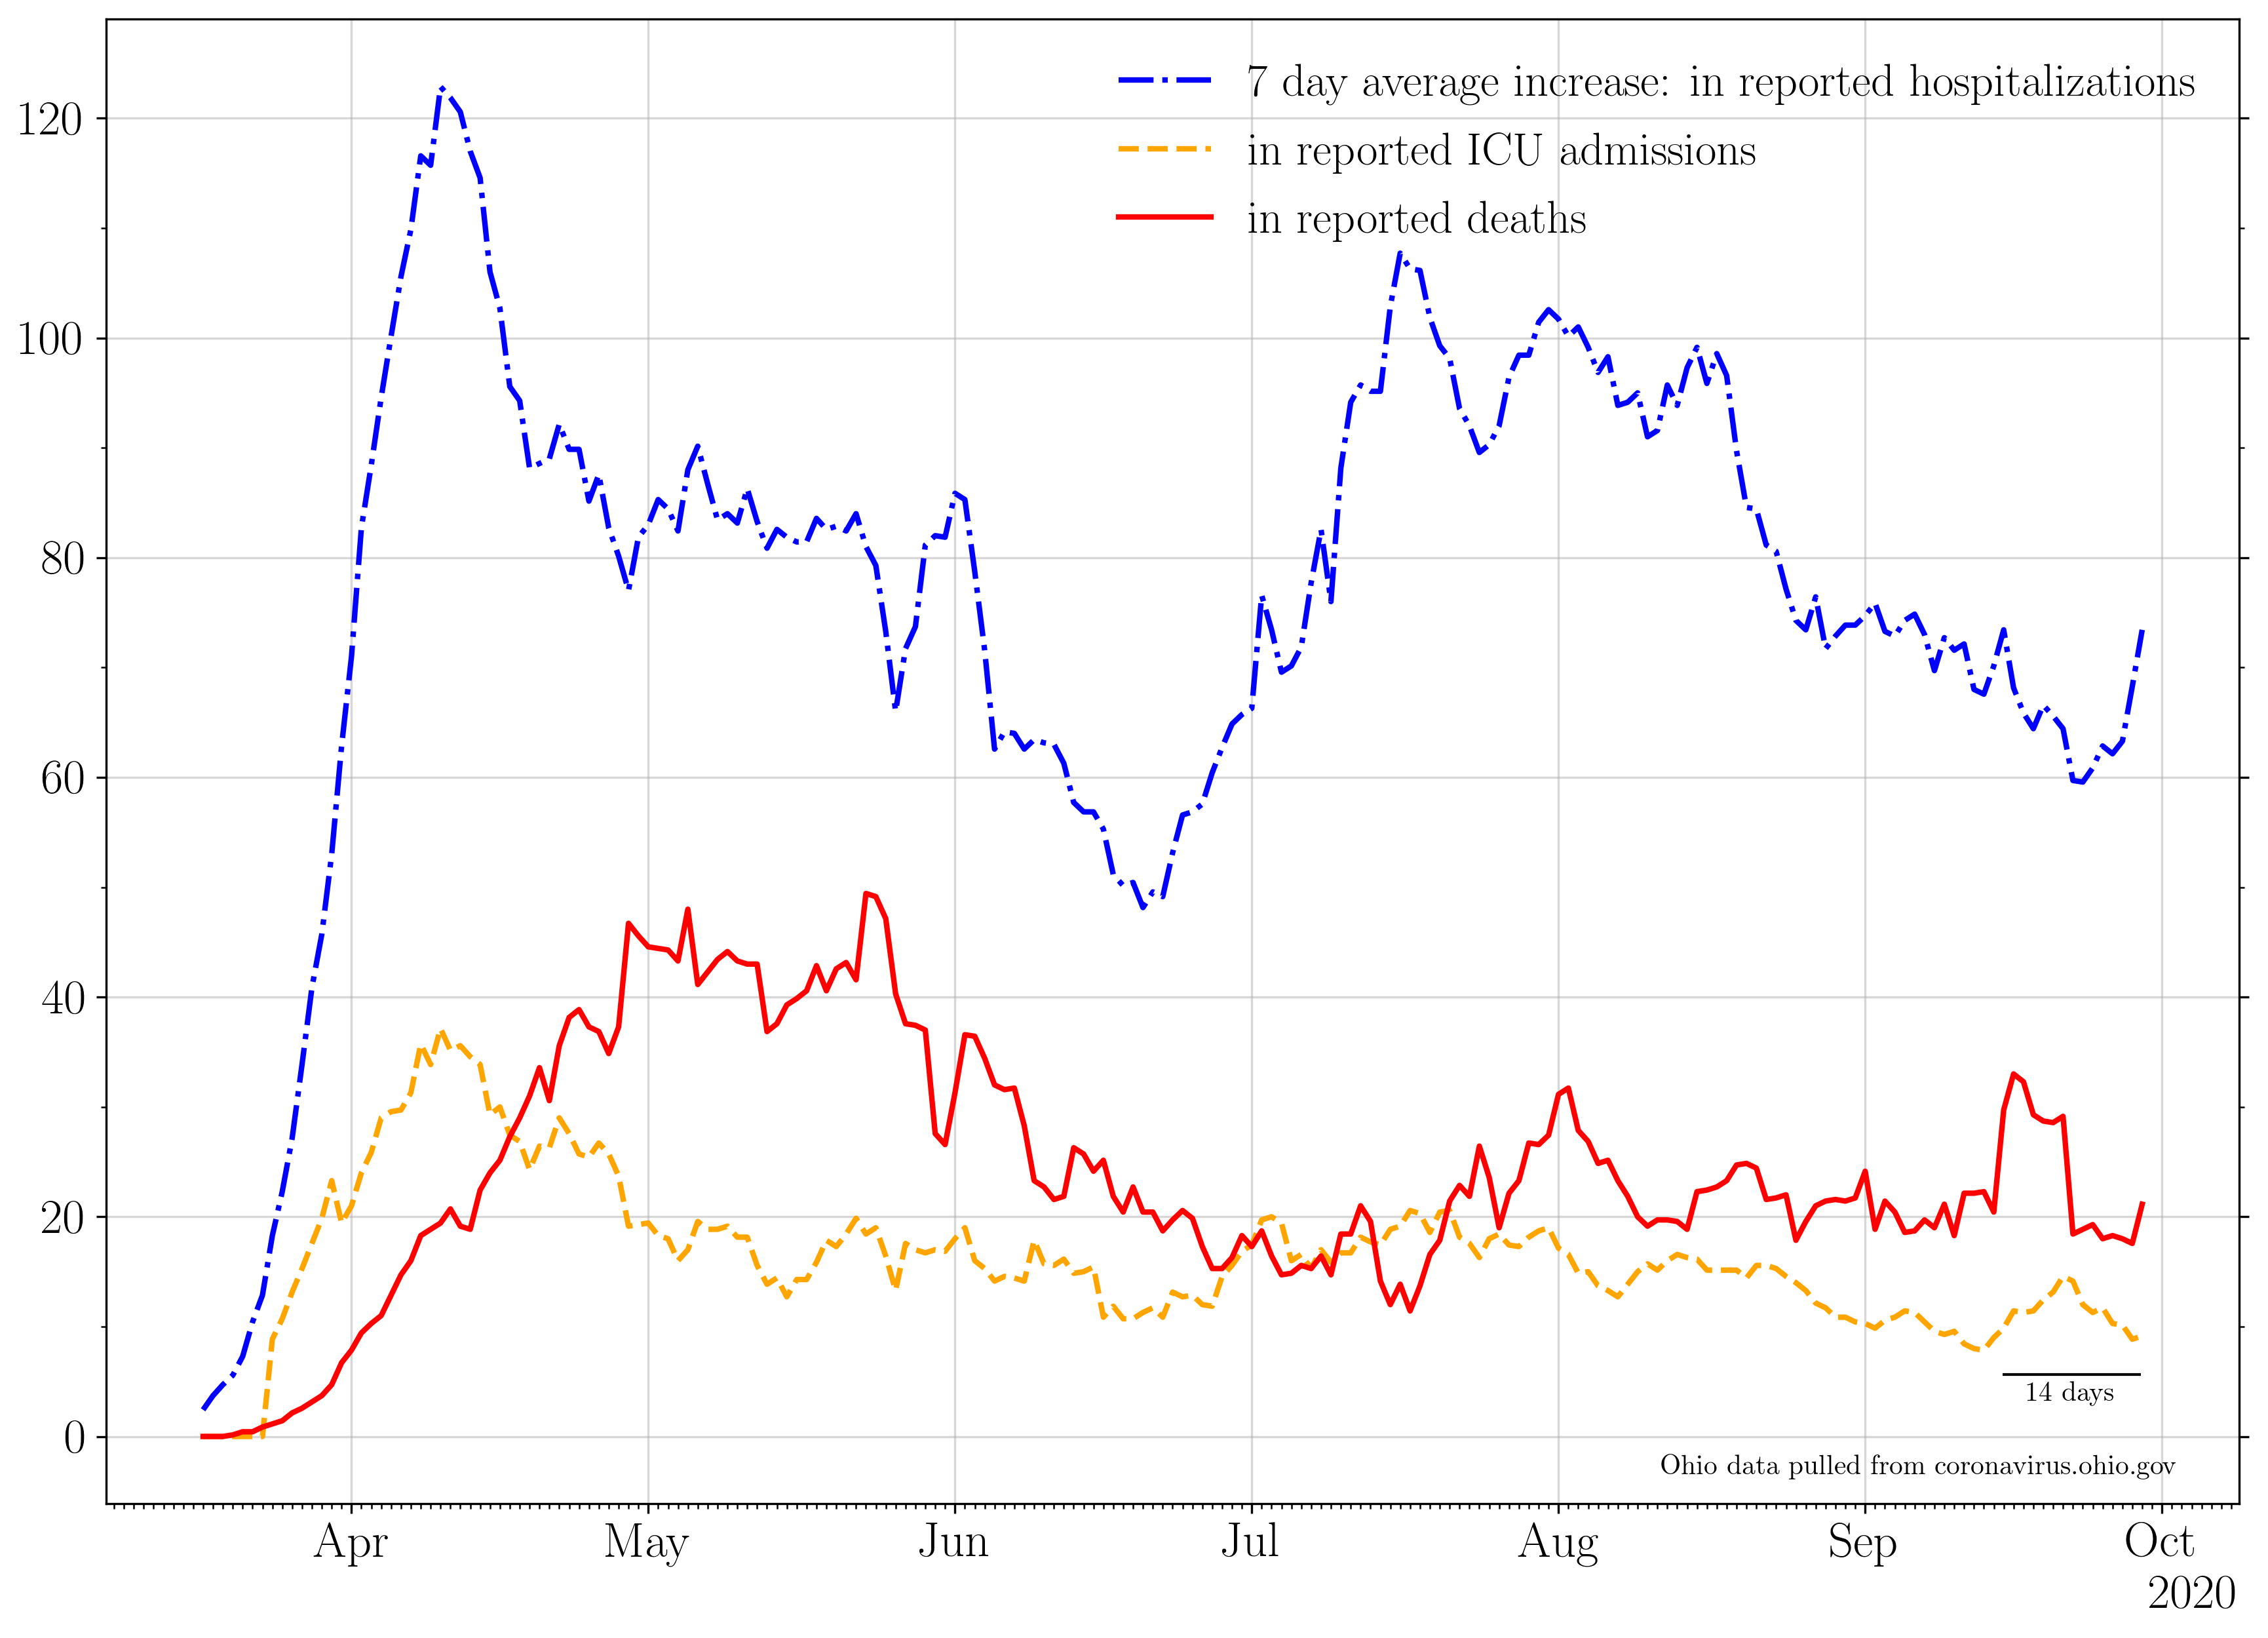 7 day average increase: in reported hospitalizations
in reported ICU admissions
in reported deaths
120
100
80
60
40
20
0
14 days
Ohio data pulled from coronavirus.ohio.gov
Apr May Jun Jul Aug Sep Oct
2020